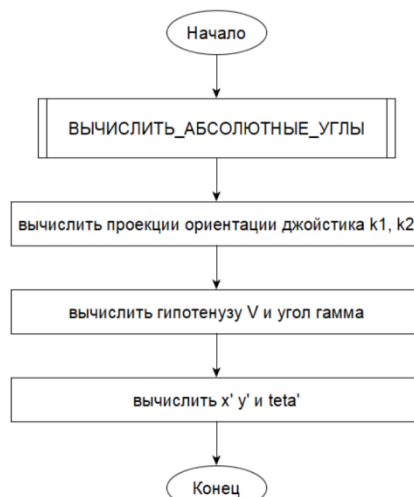 Начало
ВЫЧИСЛИТЬ_АБСОЛЮТНЫЕ_УГЛЫ
вычислить проекции ориентации джойстика k1, k2
вычислить гипотенузу V и угол гамма
вычислить x' y' и teta'
Конец